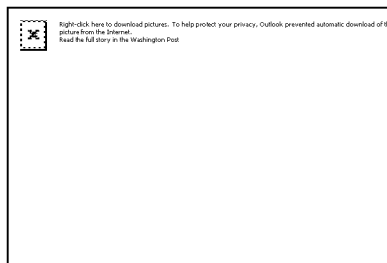 Right-click here to download pictures. To help protect your privacy, Outlook prevented automatic download of
picture from the Internet.
Read the full story in the Washington Post